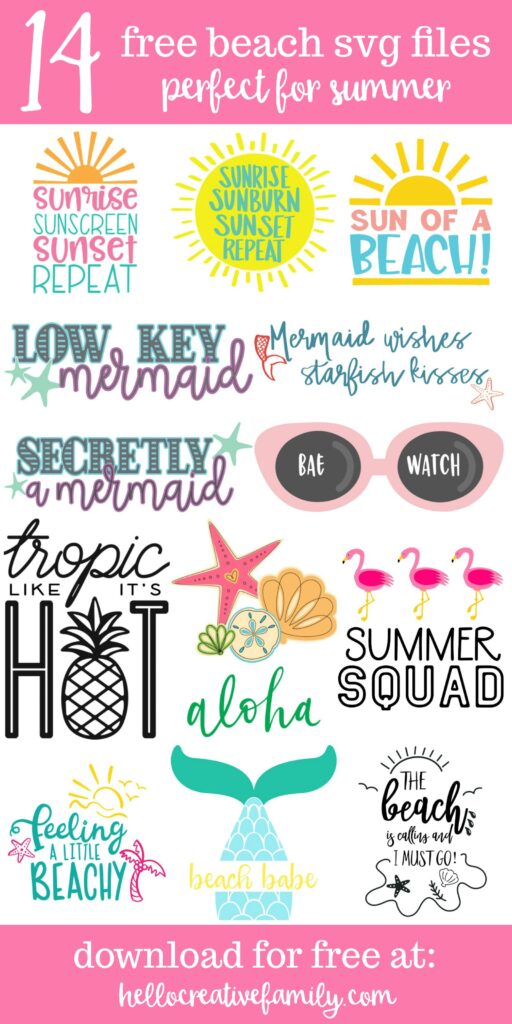 14 free beach svg files
perfect for summer
sunrise
SUNSCREEN
sunset
REPEAT
SUNRISE
SUNBURN
SUNSET
REPEAT
SUN OF A
BEACH!
LOW KEY
mermaid
Mermaid wishes
starfish kisses
SECRETLY
a mermaid
BAE WATCH
tropic
LIKE IT'S
HOT
aloha
SUMMER
SQUAD
feeling
A LITTLE
BEACHY
beach babe
THE
beach
is calling and
I MUST GO!
download for free at:
hellocreativefamily.com